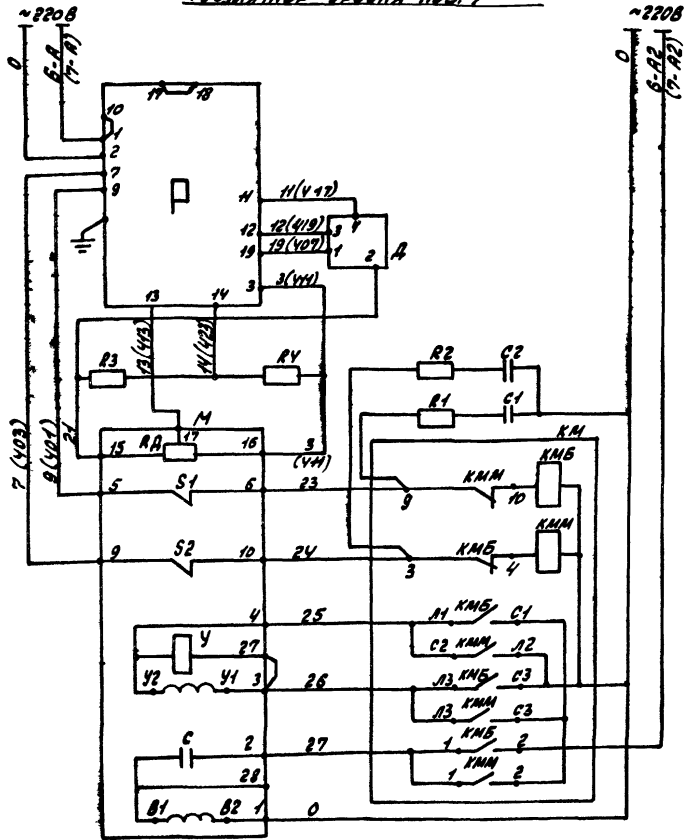 ~220В
~220В
0
6-А
(7-А)
0
6-А2
(7-А2)
17
18
10
1
2
7
9
Р
11
11(417)
4
12
12(419)
3
19
19(407)
1
2
Д
3
3(411)
13
14
13(413)
14(423)
R3
R4
R2
C2
R1
C1
7 (403)
9(401)
21
М
КМ
15
RД
17
16
3
(411)
КМБ
5
S1
6
23
9
КММ
10
КММ
9
S2
10
24
3
КМБ
4
4
25
Л1
КМБ
С1
У
27
С2
КММ
Л2
У2
У1
3
26
Л3
КМБ
С3
Л3
КММ
С3
С
2
27
1
КМБ
2
28
1
КММ
2
В1
В2
1
0